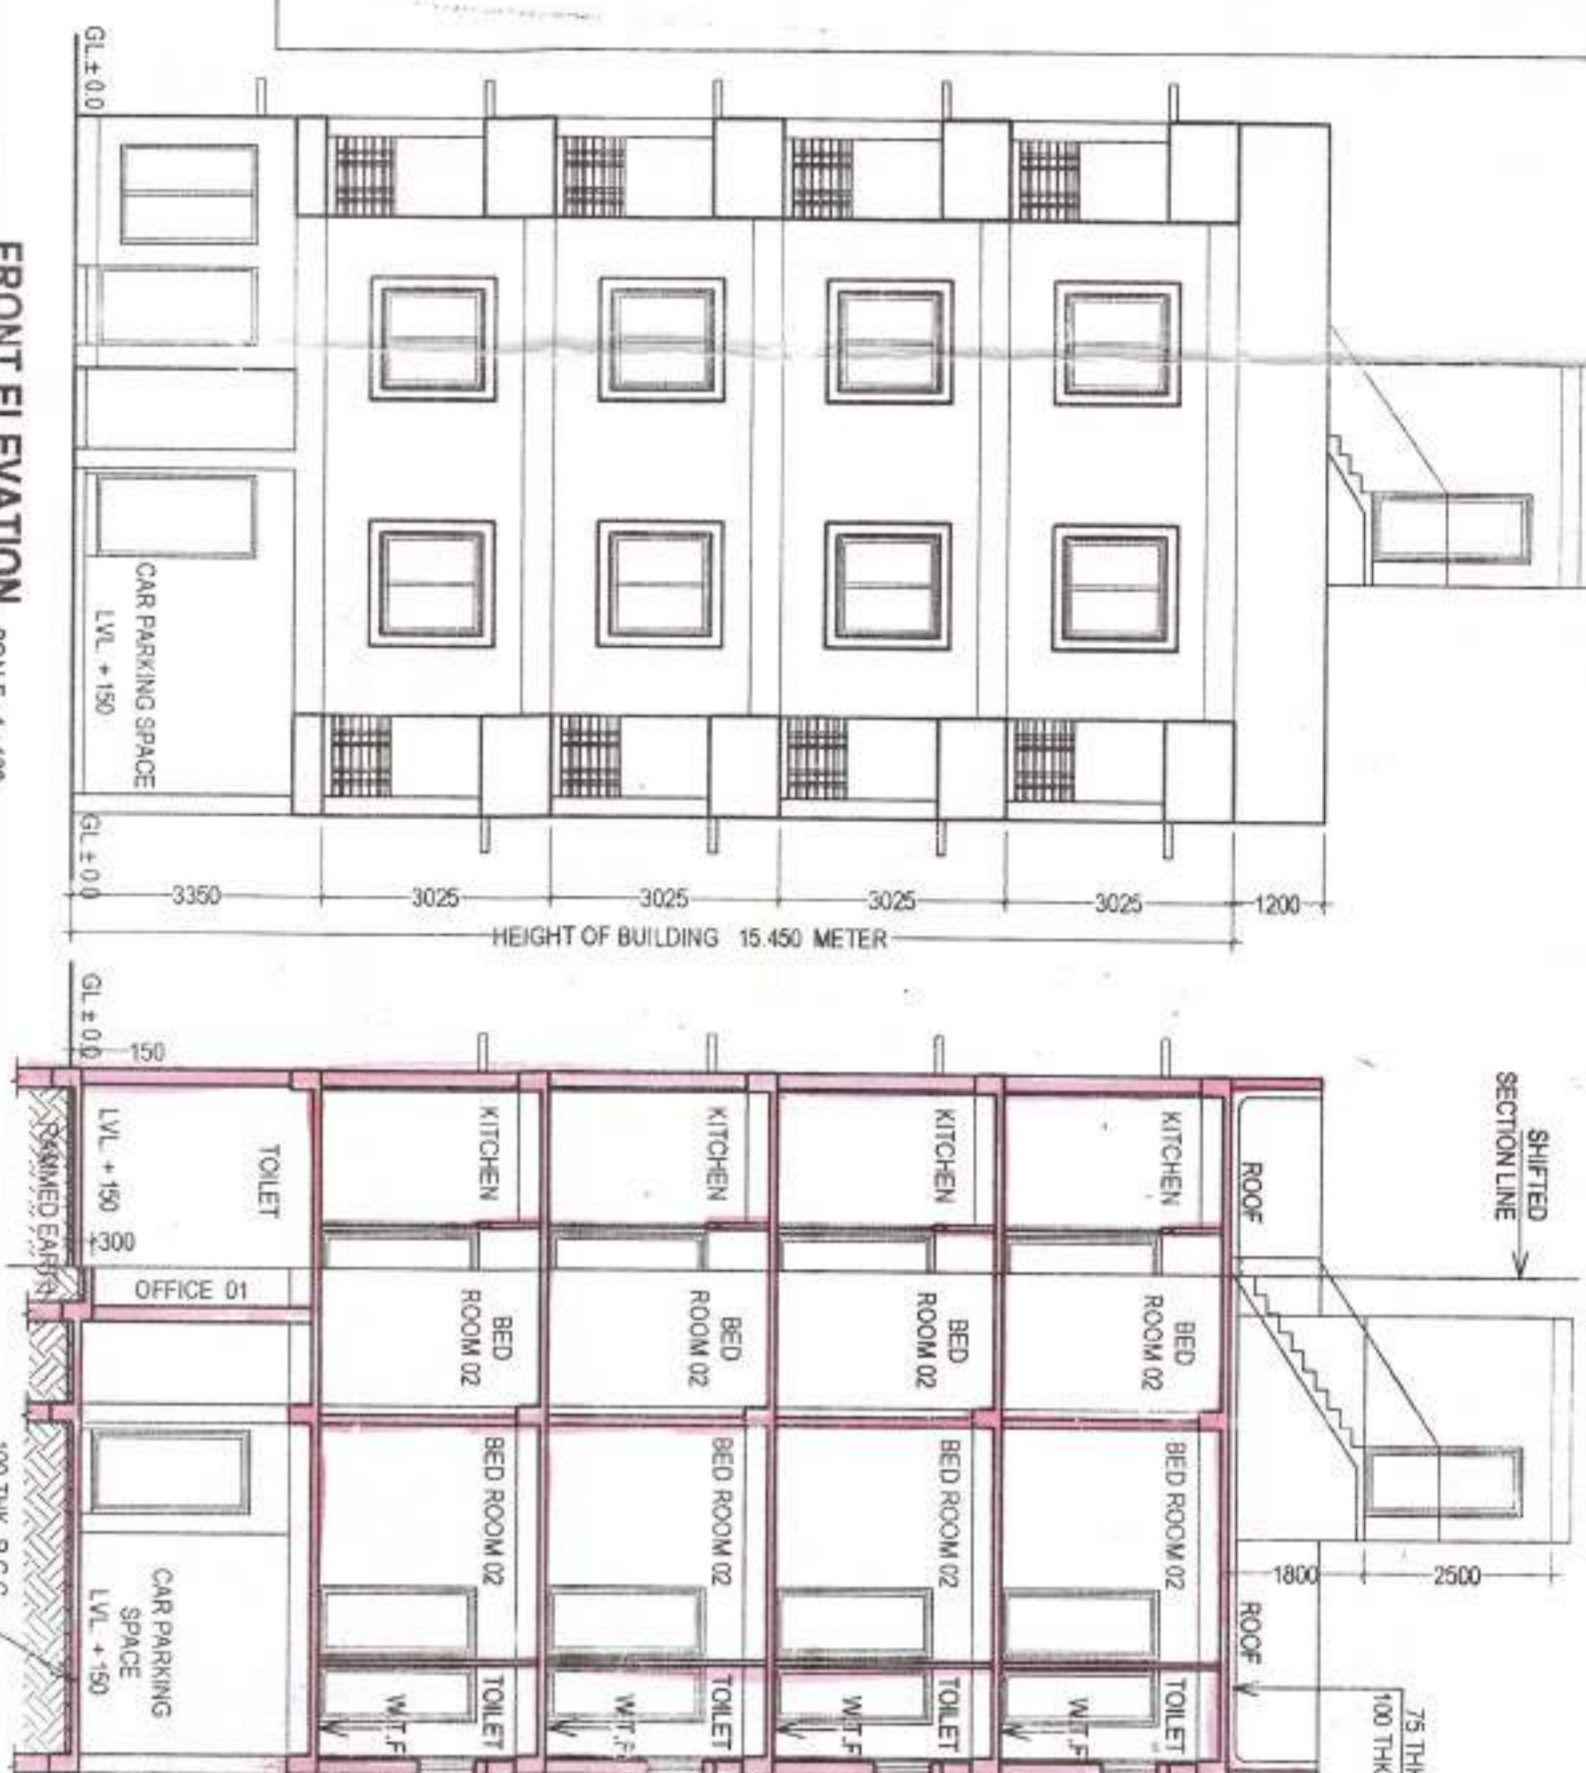 GL ± 0.0
FRONT ELEVATION
CAR PARKING SPACE
LVL. + 150
GL ± 0.0
3350
3025
3025
3025
3025
1200
HEIGHT OF BUILDING 15.450 METER
GL ± 0.0
150
LVL. + 150
TOILET
KITCHEN
KITCHEN
KITCHEN
KITCHEN
ROOF
SHIFTED
SECTION LINE
RAMMED EARTH
300
OFFICE 01
BED
ROOM 02
BED
ROOM 02
BED
ROOM 02
BED
ROOM 02
BED ROOM 02
BED ROOM 02
BED ROOM 02
BED ROOM 02
1800
2500
ROOF
CAR PARKING
SPACE
LVL. + 150
TOILET
W.T.F
TOILET
W.T.F
TOILET
W.T.F
TOILET
W.T.F
100 THK